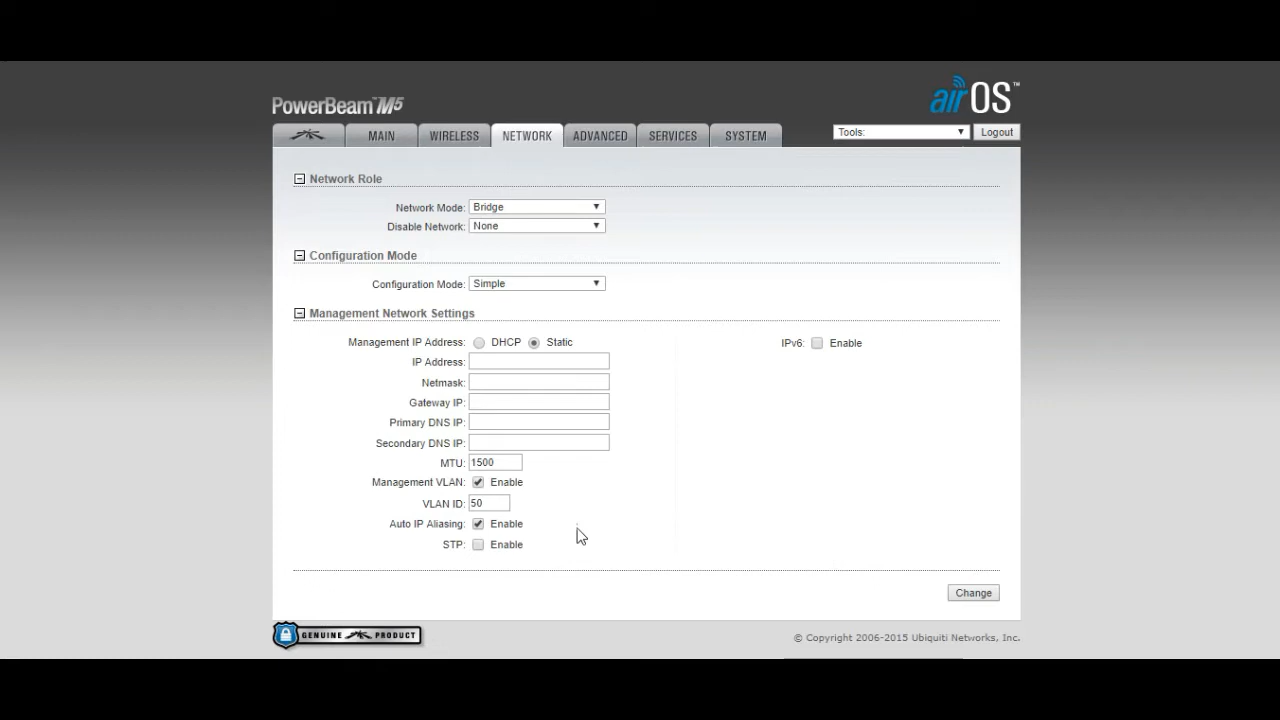 PowerBeam™M5
airOS™
MAIN WIRELESS NETWORK ADVANCED SERVICES SYSTEM Tools: Logout
Network Role
Network Mode: Bridge
Disable Network: None
Configuration Mode
Configuration Mode: Simple
Management Network Settings
Management IP Address: DHCP Static IPv6: Enable
IP Address:
Netmask:
Gateway IP:
Primary DNS IP:
Secondary DNS IP:
MTU: 1500
Management VLAN: Enable
VLAN ID: 50
Auto IP Aliasing: Enable
STP: Enable
Change
GENUINE PRODUCT
© Copyright 2006-2015 Ubiquiti Networks, Inc.